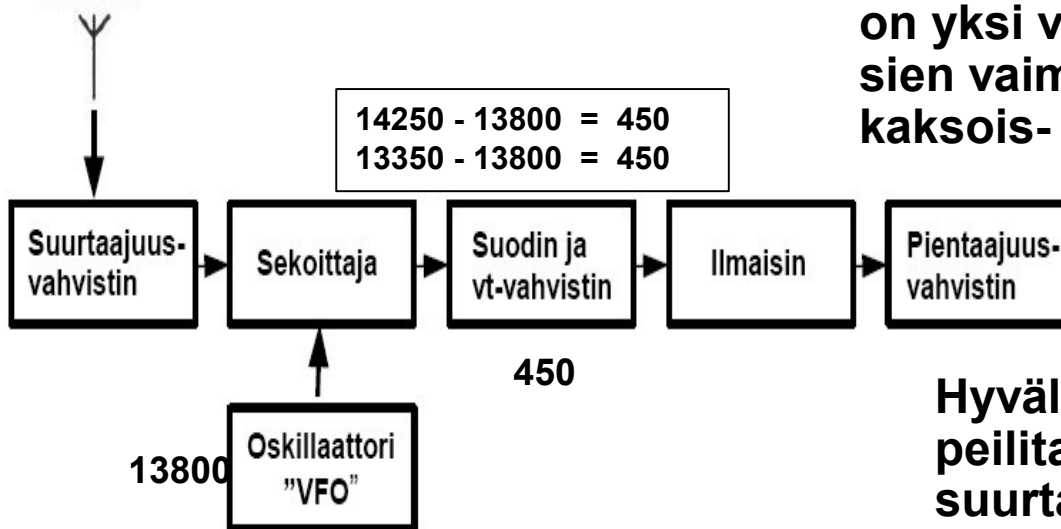 on yksi v
sien vaim
kaksois-
14250 - 13800 = 450
13350 - 13800 = 450
Suurtaajuus-
vahvistin
Sekoittaja
Suodin ja
vt-vahvistin
Ilmaisin
Pientaajuus-
vahvistin
450
Oskillaattori
"VFO"
13800
Hyväl
peilita
suurta